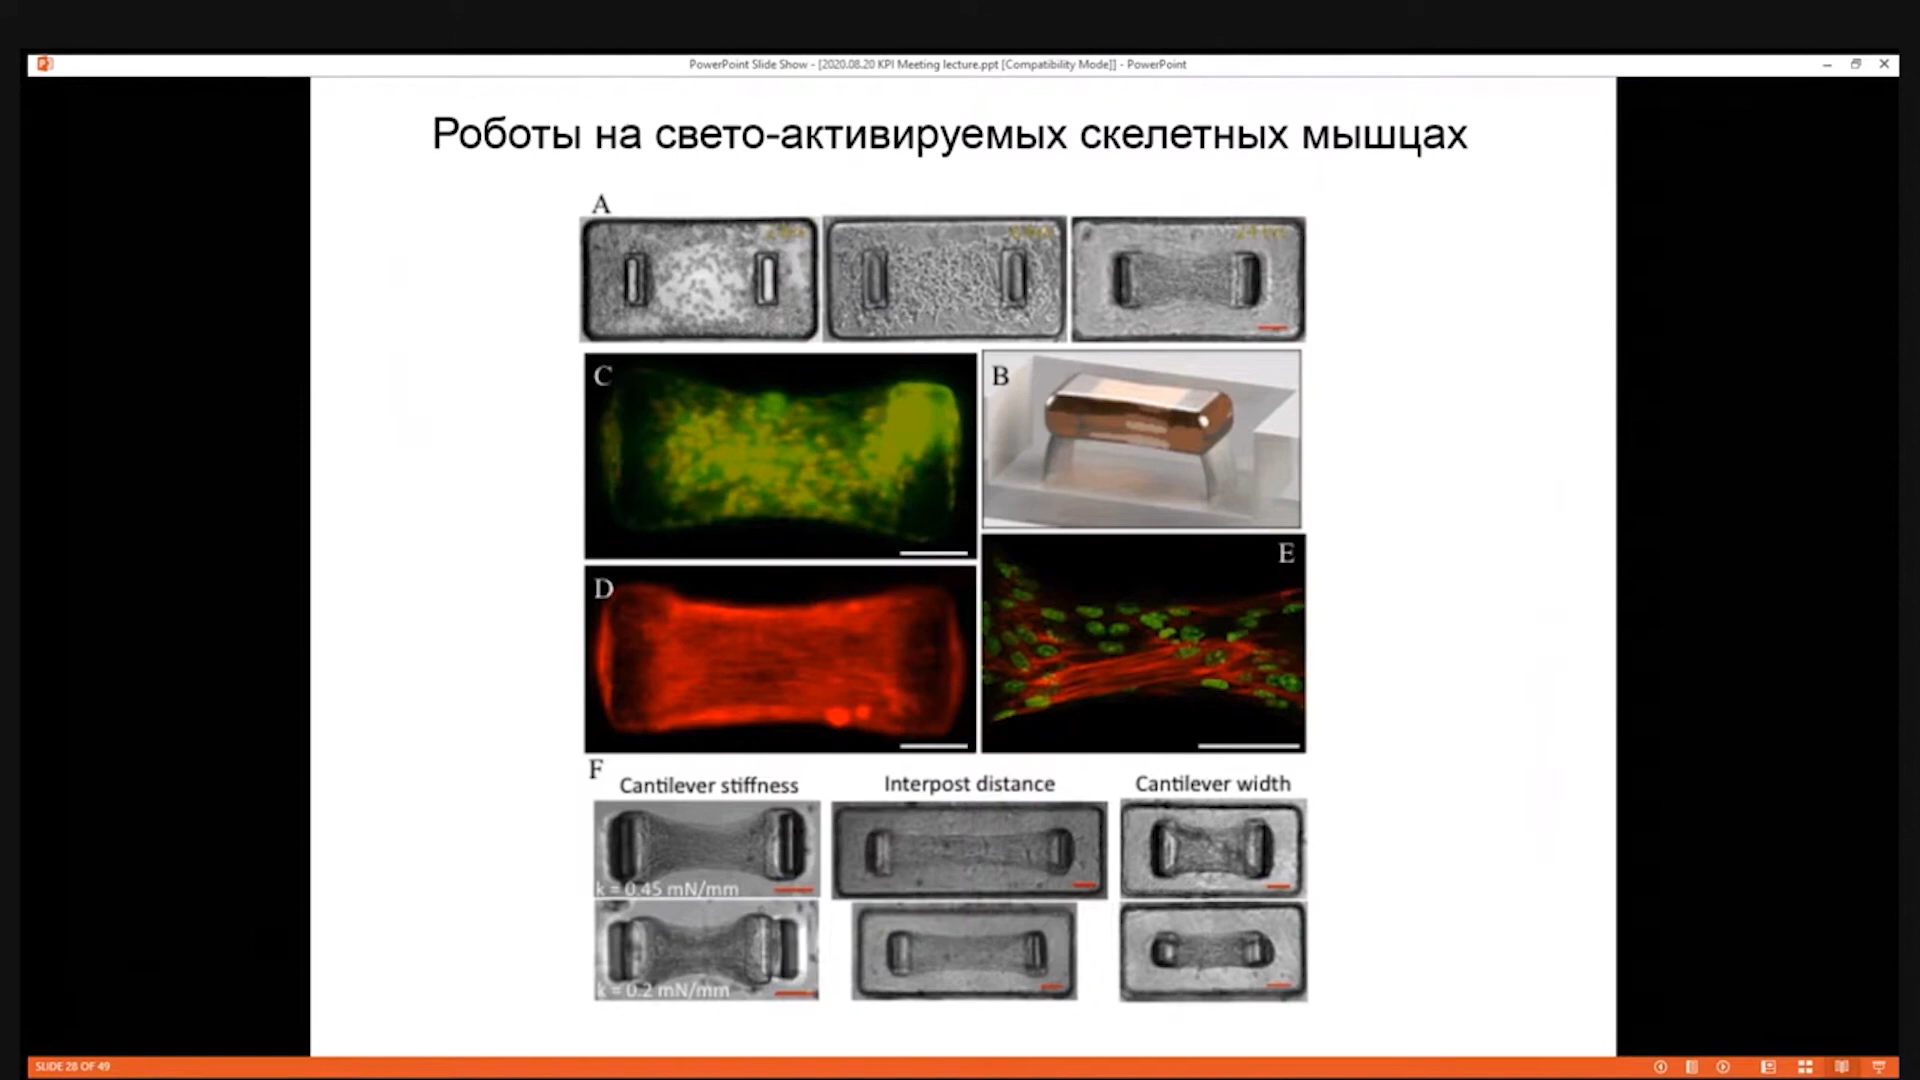 PowerPoint Slide Show - [2020.08.20 KPI Meeting lecture.ppt [Compatibility Mode]] - PowerPoint
Роботы на свето-активируемых скелетных мышцах
A
C
B
D
E
F
Cantilever stiffness
Interpost distance
Cantilever width
k = 0.45 mN/mm
k = 0.2 mN/mm
SLIDE 28 OF 49